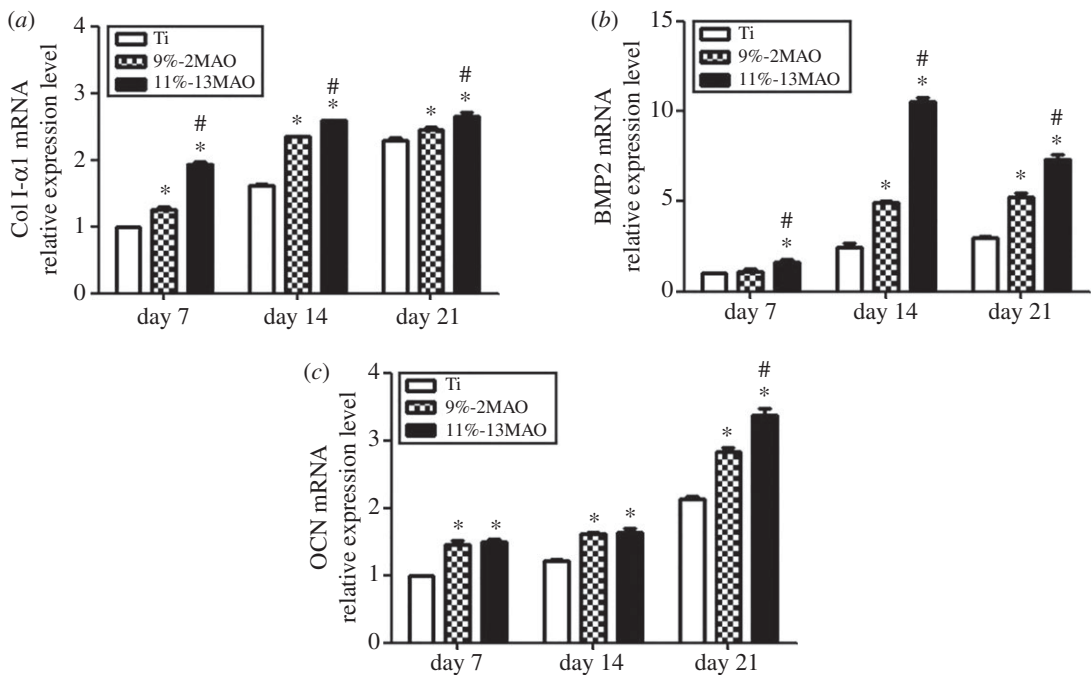 (a)
Col I-α1 mRNA
relative expression level
4
3
2
1
0
Ti
9%-2MAO
11%-13MAO
*
#
*
*
#
*
*
#
*
day 7
day 14
day 21
(b)
BMP2 mRNA
relative expression level
15
10
5
0
Ti
9%-2MAO
11%-13MAO
#
*
*
#
*
*
#
*
day 7
day 14
day 21
(c)
OCN mRNA
relative expression level
4
3
2
1
0
Ti
9%-2MAO
11%-13MAO
*
*
*
*
*
#
*
day 7
day 14
day 21